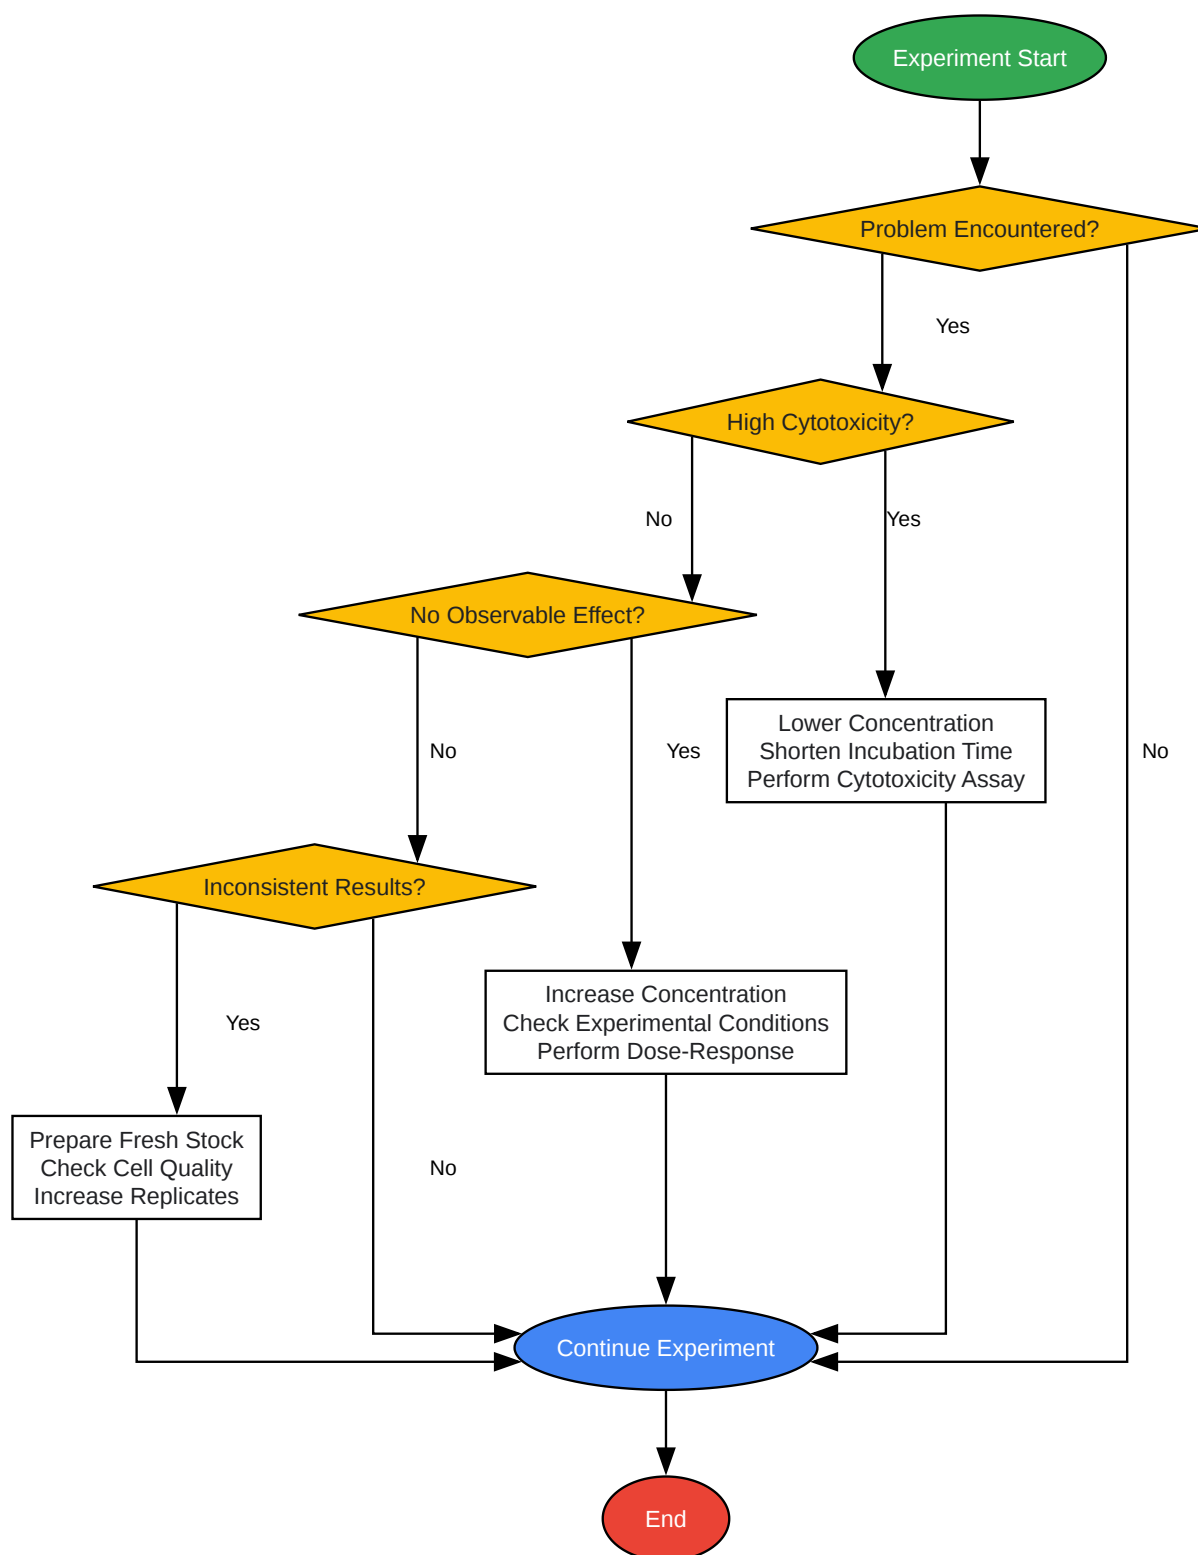 Experiment Start
Problem Encountered?
Yes
High Cytotoxicity?
No
Yes
No Observable Effect?
Lower Concentration
Shorten Incubation Time
Perform Cytotoxicity Assay
No
Yes
No
Inconsistent Results?
Increase Concentration
Check Experimental Conditions
Perform Dose-Response
Yes
Prepare Fresh Stock
Check Cell Quality
Increase Replicates
No
Continue Experiment
End